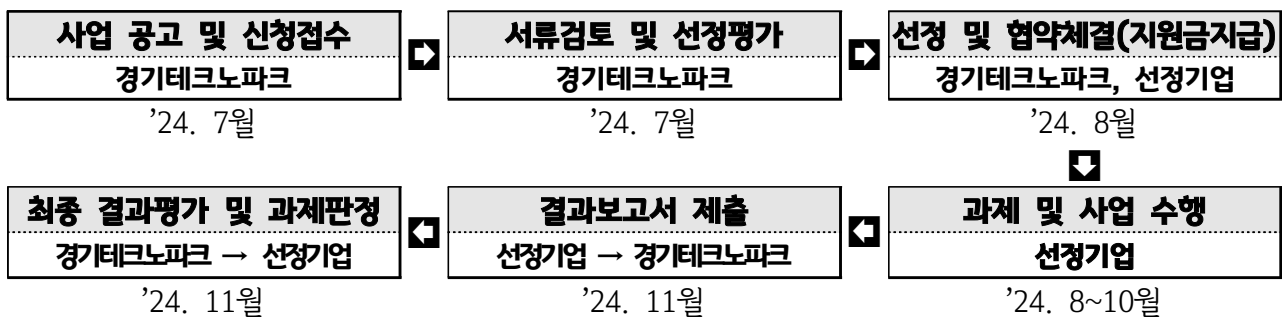 사업 공고 및 신청접수
경기테크노파크
’24. 7월
서류검토 및 선정평가
경기테크노파크
’24. 7월
선정 및 협약체결(지원금지급)
경기테크노파크, 선정기업
’24. 8월
과제 및 사업 수행
선정기업
’24. 8~10월
결과보고서 제출
선정기업 → 경기테크노파크
’24. 11월
최종 결과평가 및 과제판정
경기테크노파크 → 선정기업
’24. 11월